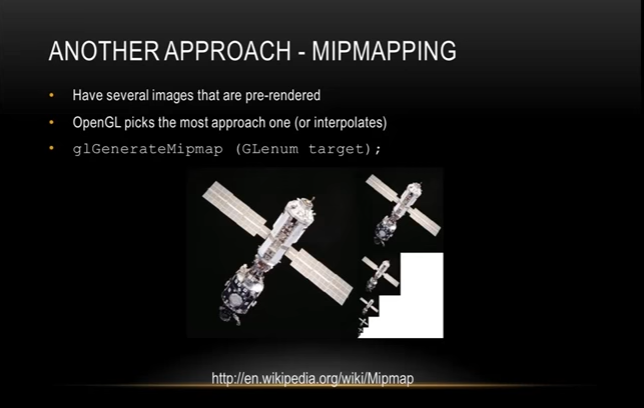 ANOTHER APPROACH - MIPMAPPING
• Have several images that are pre-rendered
• OpenGL picks the most approach one (or interpolates)
• glGenerateMipmap (GLenum target);
http://en.wikipedia.org/wiki/Mipmap